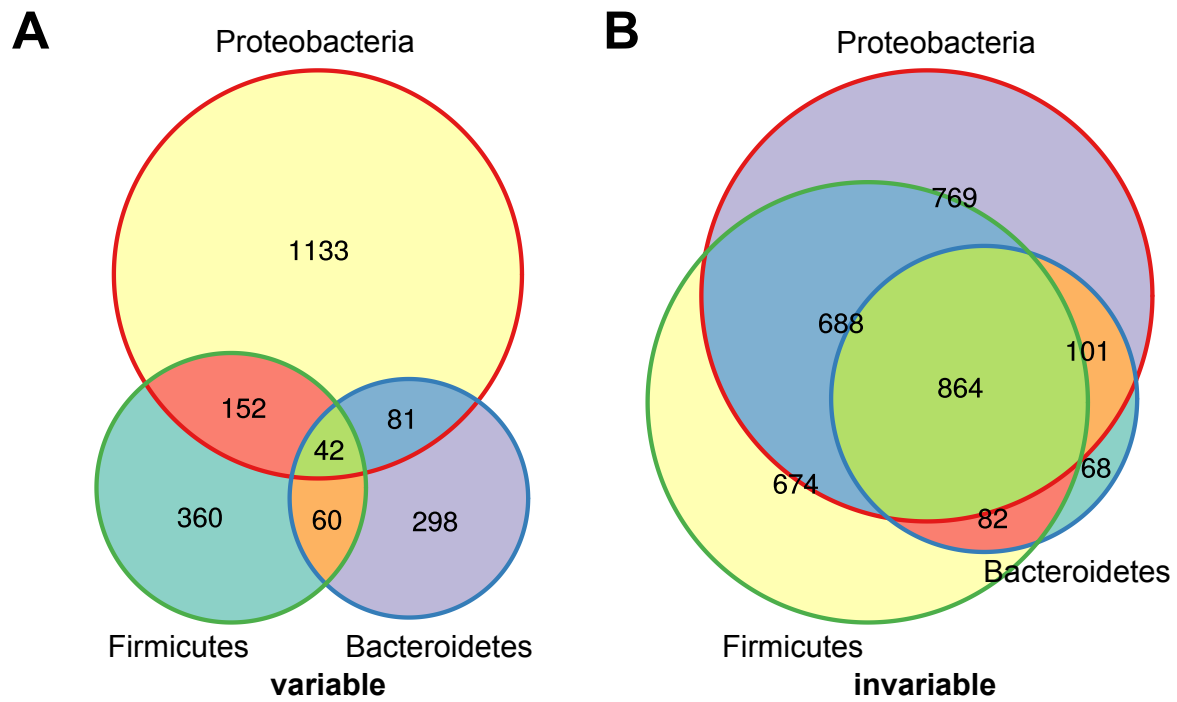 A
Proteobacteria
1133
152
81
42
360
60
298
Firmicutes
Bacteroidetes
variable
B
Proteobacteria
769
688
101
864
68
674
82
Bacteroidetes
Firmicutes
invariable